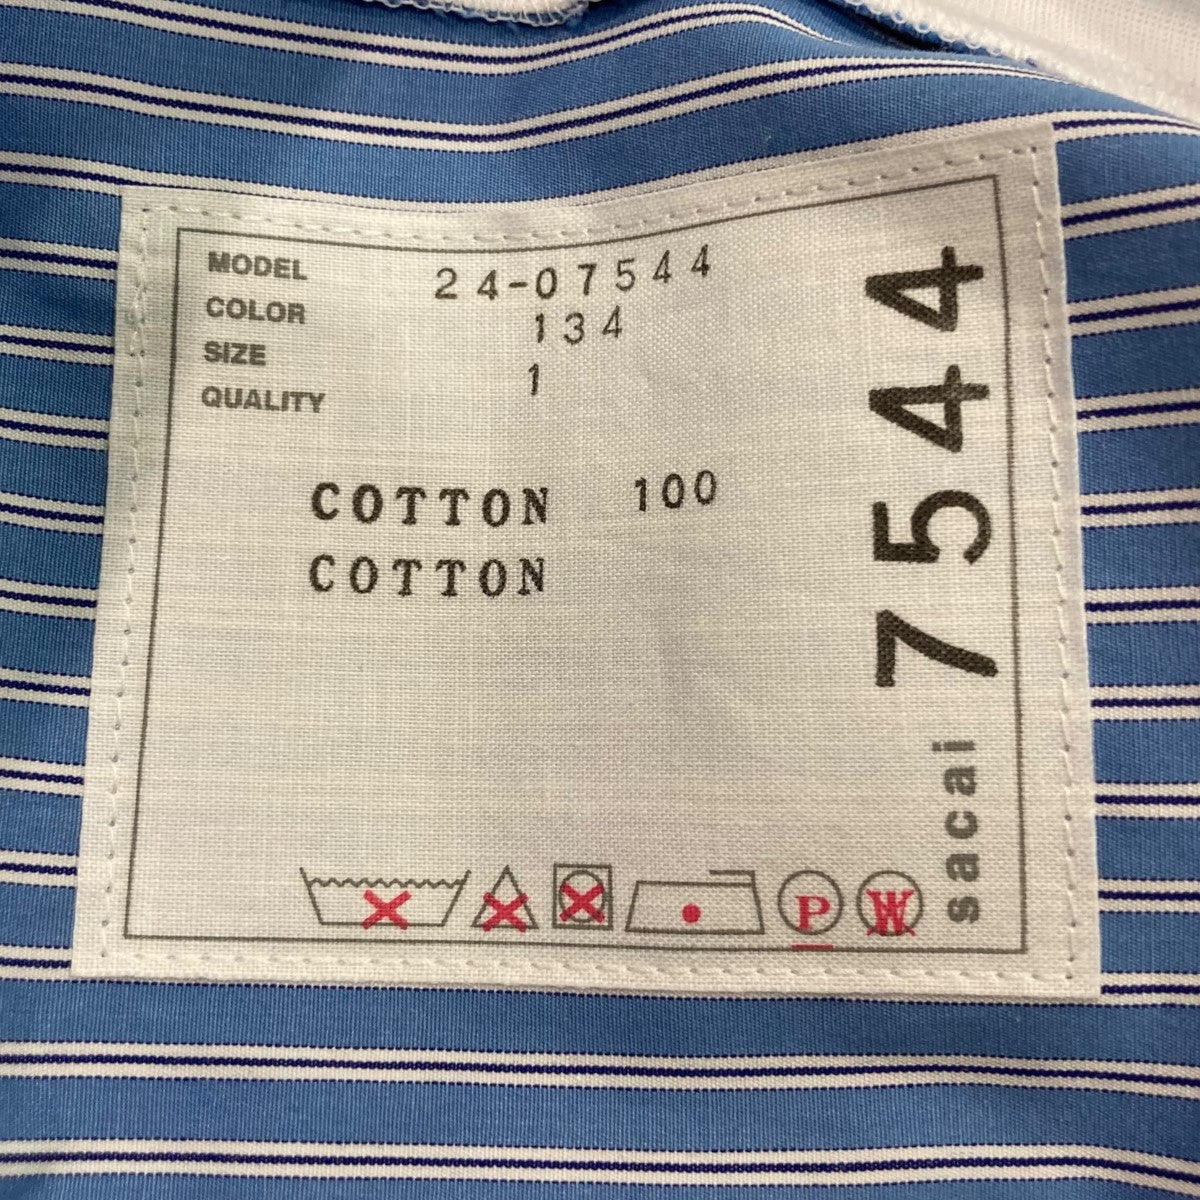 MODEL 24-07544
COLOR 134
SIZE 1
QUALITY
COTTON 100
COTTON
P
W
sacai 7544